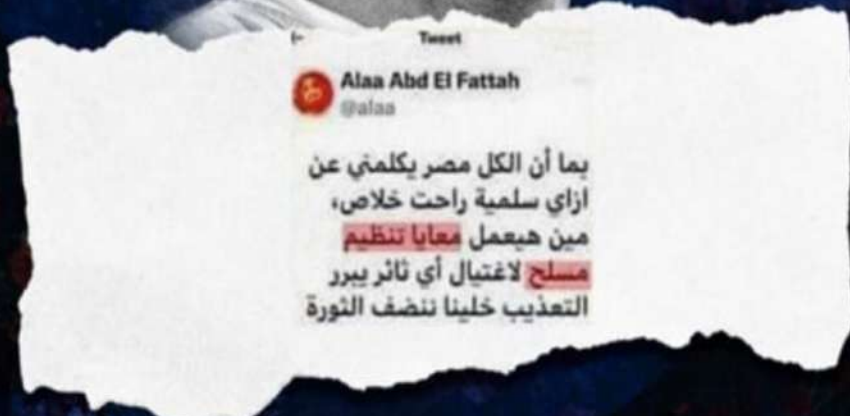 Tweet
Alaa Abd El Fattah
@alaa
بما أن الكل مصر يكلمني عن
ازاي سلمية راحت خلاص،
مين هيعمل معايا تنظيم
مسلح لاغتيال أي ثائر يبرر
التعذيب خلينا ننضف الثورة